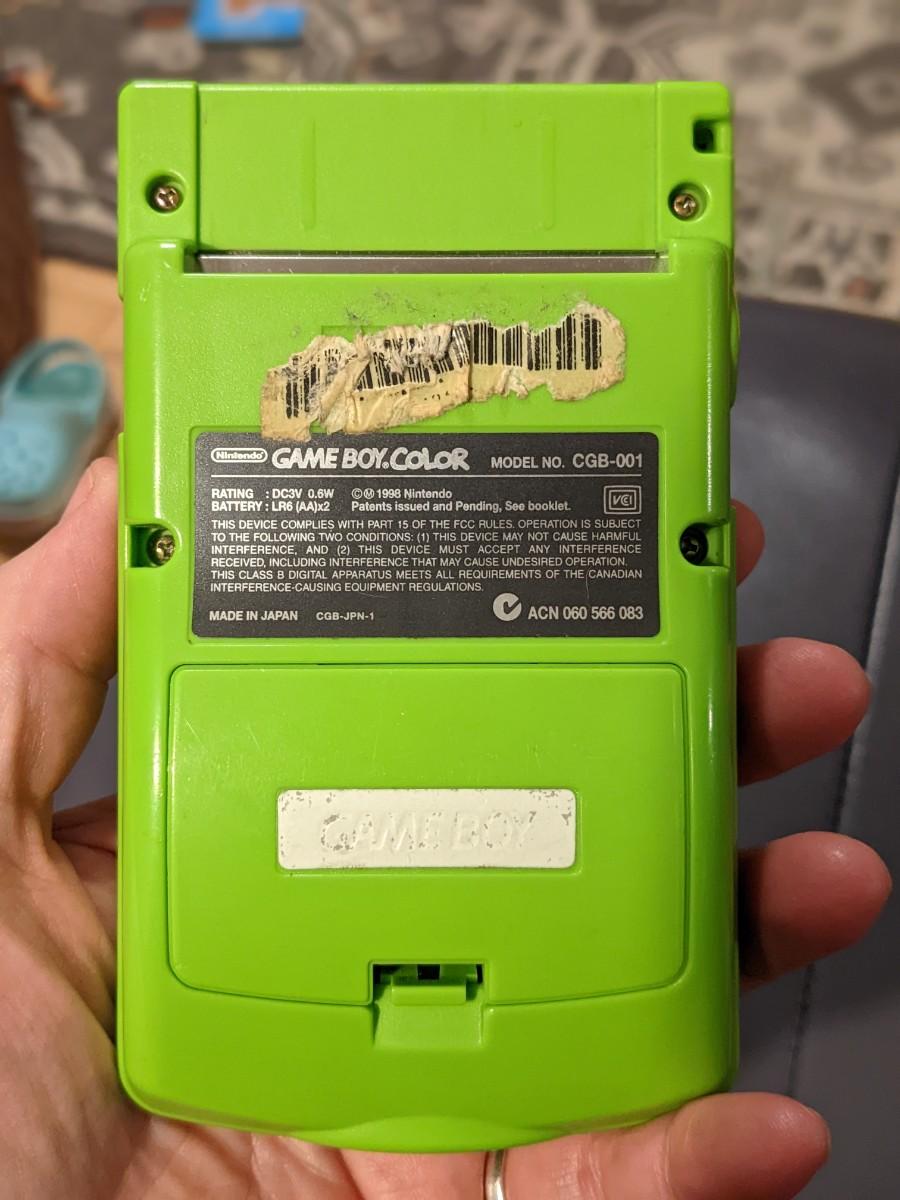 Nintendo GAME BOY COLOR MODEL NO. CGB-001
RATING : DC3V 0.6W ©Ⓜ 1998 Nintendo
BATTERY : LR6 (AA)x2 Patents issued and Pending, See booklet. VCI
THIS DEVICE COMPLIES WITH PART 15 OF THE FCC RULES. OPERATION IS SUBJECT
TO THE FOLLOWING TWO CONDITIONS: (1) THIS DEVICE MAY NOT CAUSE HARMFUL
INTERFERENCE, AND (2) THIS DEVICE MUST ACCEPT ANY INTERFERENCE
RECEIVED, INCLUDING INTERFERENCE THAT MAY CAUSE UNDESIRED OPERATION.
THIS CLASS B DIGITAL APPARATUS MEETS ALL REQUIREMENTS OF THE CANADIAN
INTERFERENCE-CAUSING EQUIPMENT REGULATIONS.
MADE IN JAPAN CGB-JPN-1 ACN 060 566 083
GAME BOY